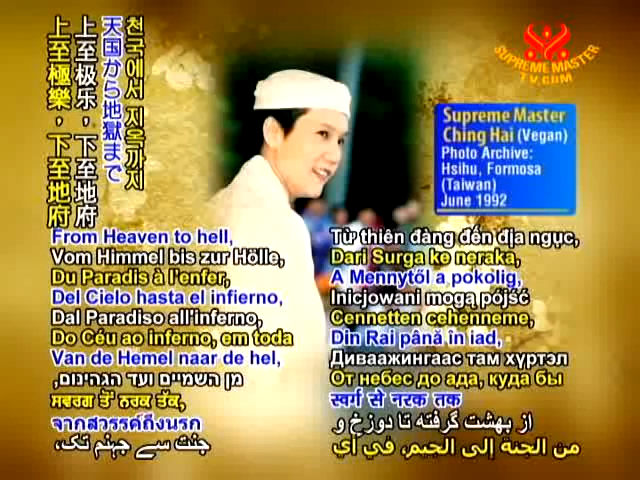 上至極樂，下至地府
上至极乐，下至地府
天国から地獄まで
천국에서 지옥까지
SUPREME MASTER
TV.COM
Supreme Master
Ching Hai (Vegan)
Photo Archive:
Hsihu, Formosa
(Taiwan)
June 1992
From Heaven to hell,
Vom Himmel bis zur Hölle,
Du Paradis à l'enfer,
Del Cielo hasta el infierno,
Dal Paradiso all'inferno,
Do Céu ao inferno, em toda
Van de Hemel naar de hel,
מן השמיים ועד הגהינום,
ਸਵਰਗ ਤੋਂ ਨਰਕ ਤੱਕ,
จากสวรรค์ถึงนรก
جنت سے جہنم تک،
Từ thiên đàng đến địa ngục,
Dari Surga ke neraka,
A Mennytől a pokolig,
Inicjowani mogą pójść
Cennetten cehenneme,
Din Rai până în iad,
Диваажингаас там хүртэл
От небес до ада, куда бы
स्वर्ग से नरक तक
از بهشت گرفته تا دوزخ و
من الجنة إلى الجحيم، في أي